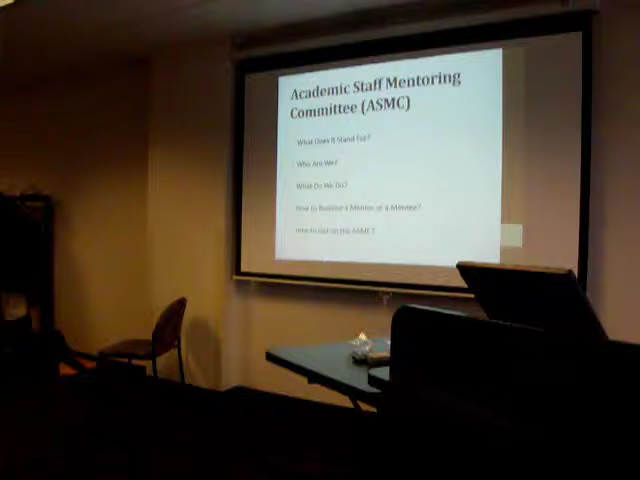 Academic Staff Mentoring
Committee (ASMC)
What Does It Stand For?
Who Are We?
What Do We Do?
How to Become a Mentor or a Mentee?
How to Get on the ASMC?